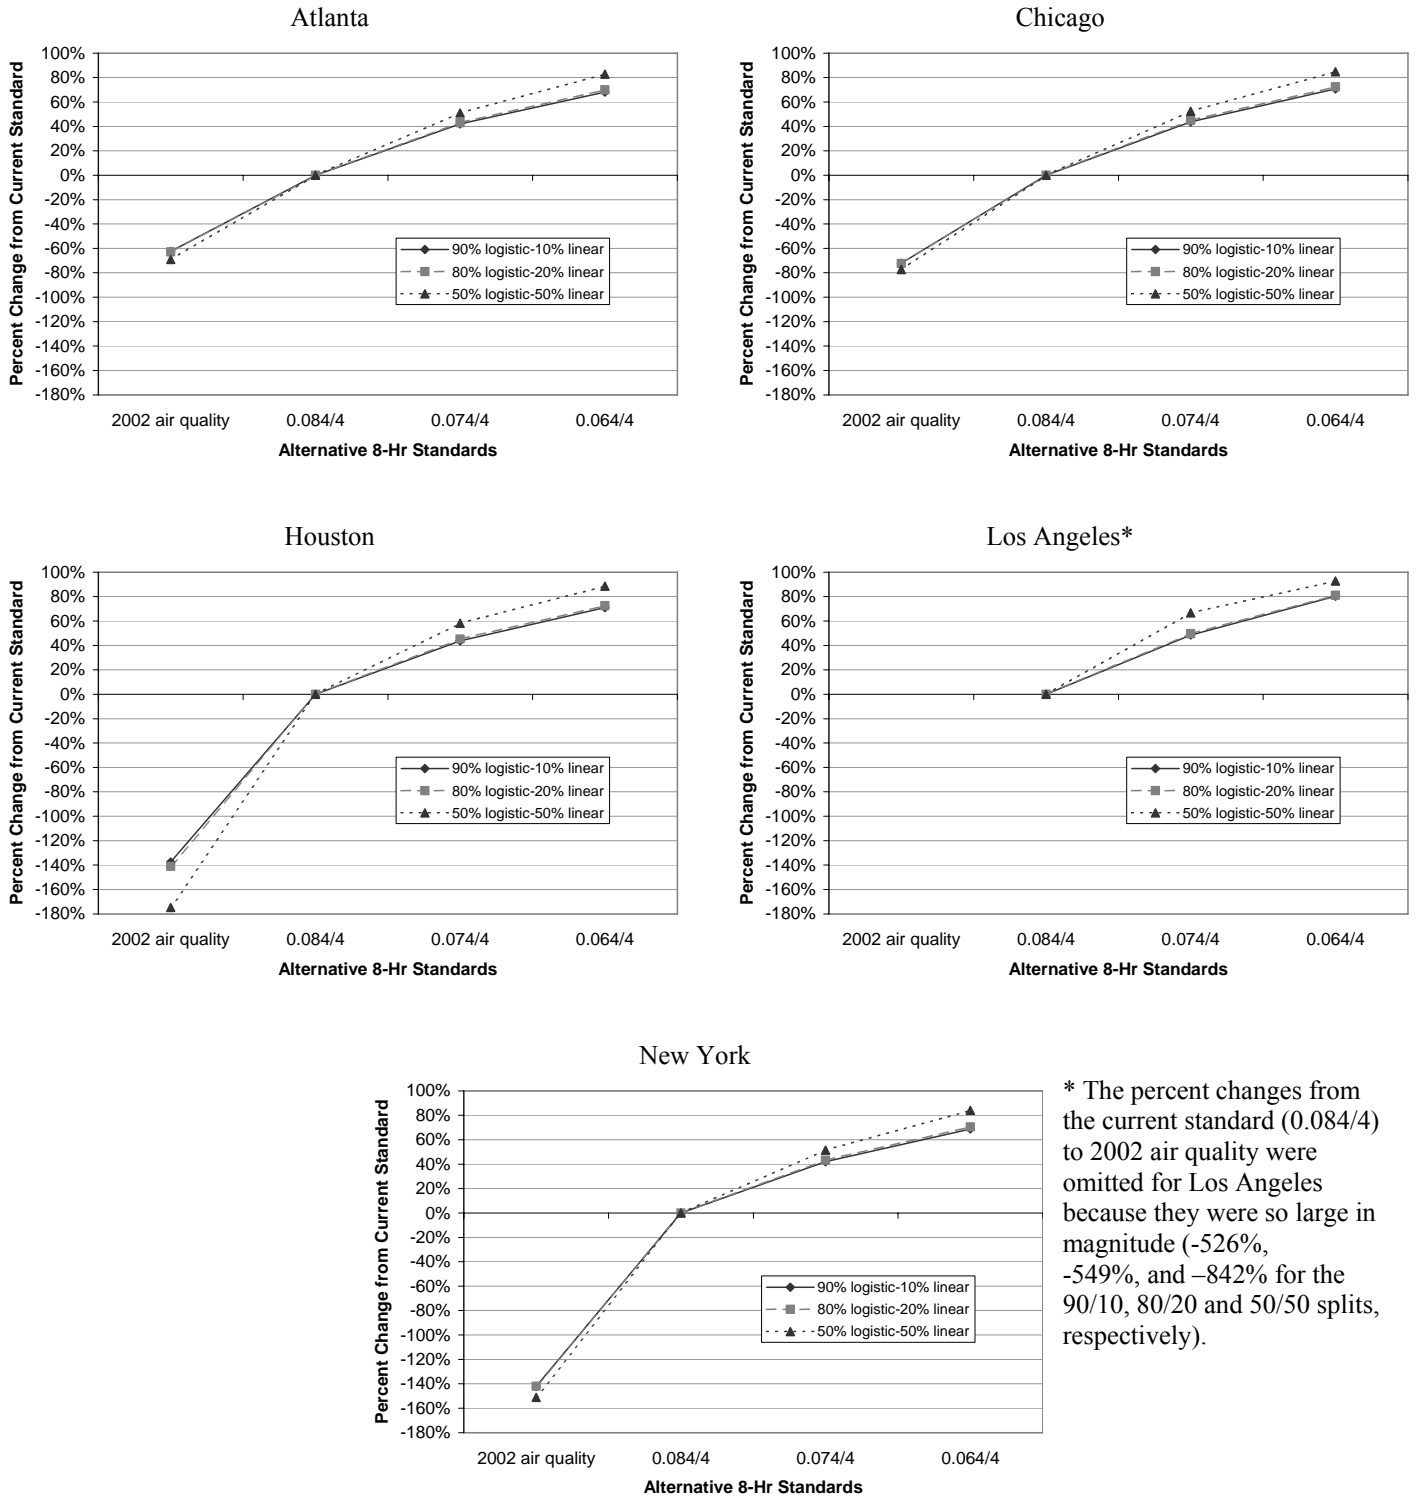 Atlanta
100%
80%
60%
40%
20%
0%
-20%
-40%
-60%
-80%
-100%
-120%
-140%
-160%
-180%
Percent Change from Current Standard
90% logistic-10% linear
80% logistic-20% linear
50% logistic-50% linear
2002 air quality 0.084/4 0.074/4 0.064/4
Alternative 8-Hr Standards
Chicago
100%
80%
60%
40%
20%
0%
-20%
-40%
-60%
-80%
-100%
-120%
-140%
-160%
-180%
Percent Change from Current Standard
90% logistic-10% linear
80% logistic-20% linear
50% logistic-50% linear
2002 air quality 0.084/4 0.074/4 0.064/4
Alternative 8-Hr Standards
Houston
100%
80%
60%
40%
20%
0%
-20%
-40%
-60%
-80%
-100%
-120%
-140%
-160%
-180%
Percent Change from Current Standard
90% logistic-10% linear
80% logistic-20% linear
50% logistic-50% linear
2002 air quality 0.084/4 0.074/4 0.064/4
Alternative 8-Hr Standards
Los Angeles*
100%
80%
60%
40%
20%
0%
-20%
-40%
-60%
-80%
-100%
-120%
-140%
-160%
-180%
Percent Change from Current Standard
90% logistic-10% linear
80% logistic-20% linear
50% logistic-50% linear
2002 air quality 0.084/4 0.074/4 0.064/4
Alternative 8-Hr Standards
New York
100%
80%
60%
40%
20%
0%
-20%
-40%
-60%
-80%
-100%
-120%
-140%
-160%
-180%
Percent Change from Current Standard
90% logistic-10% linear
80% logistic-20% linear
50% logistic-50% linear
2002 air quality 0.084/4 0.074/4 0.064/4
Alternative 8-Hr Standards
* The percent changes from
the current standard (0.084/4)
to 2002 air quality were
omitted for Los Angeles
because they were so large in
magnitude (-526%,
-549%, and –842% for the
90/10, 80/20 and 50/50 splits,
respectively).